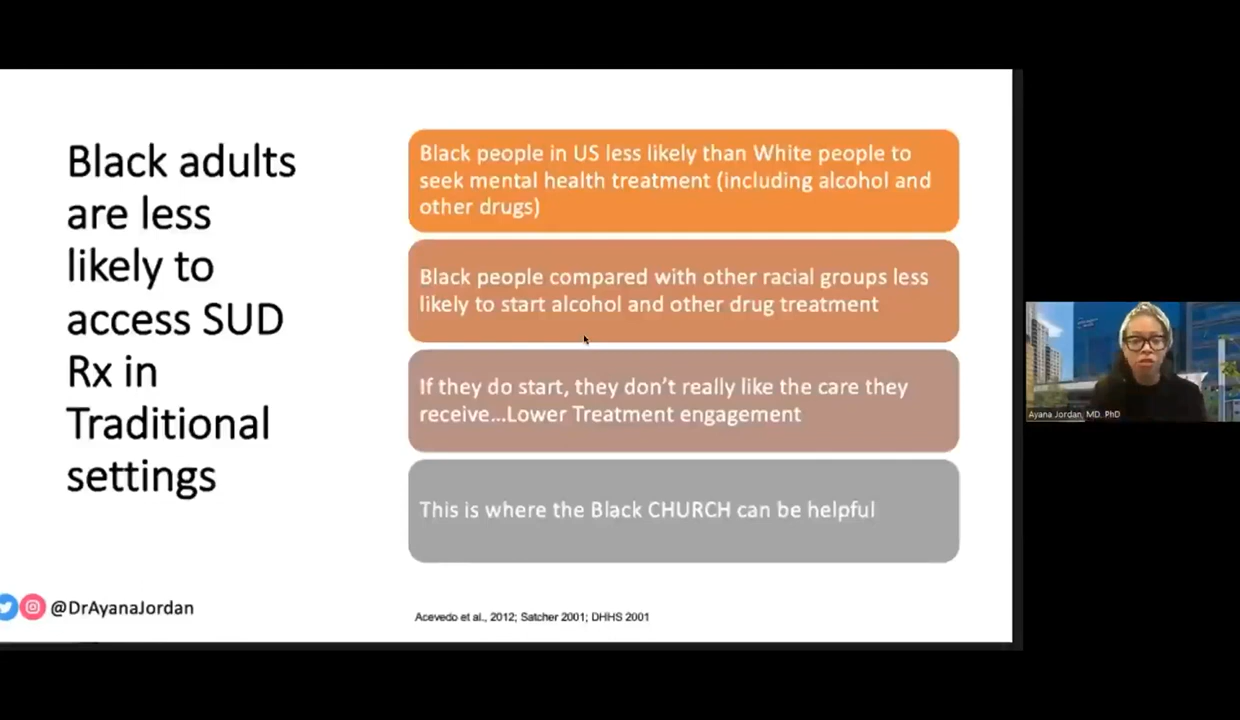 Black adults
are less
likely to
access SUD
Rx in
Traditional
settings
Black people in US less likely than White people to
seek mental health treatment (including alcohol and
other drugs)
Black people compared with other racial groups less
likely to start alcohol and other drug treatment
If they do start, they don’t really like the care they
receive…Lower Treatment engagement
This is where the Black CHURCH can be helpful
@DrAyanaJordan
Acevedo et al., 2012; Satcher 2001; DHHS 2001
Ayana Jordan, MD. PhD